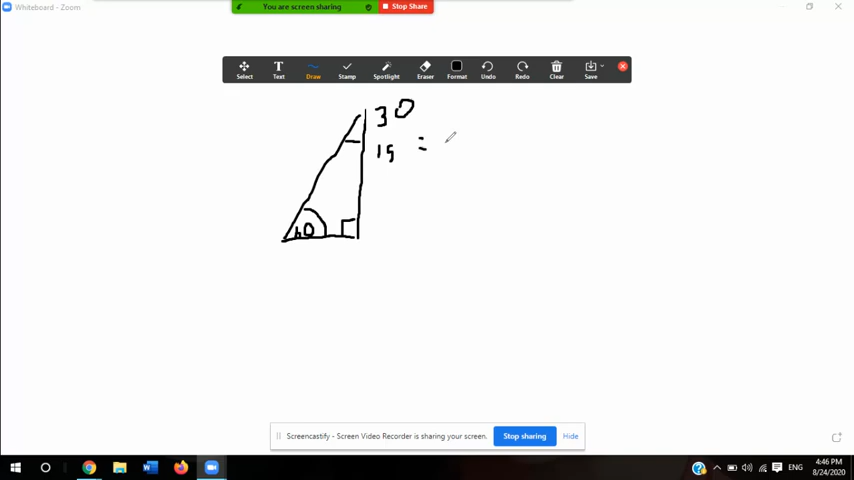 Whiteboard - Zoom
You are screen sharing
Stop Share
Select Text Draw Stamp Spotlight Eraser Format Undo Redo Clear Save
30
15 =
Screencastify - Screen Video Recorder is sharing your screen. Stop sharing Hide
ENG
4:46 PM
8/24/2020